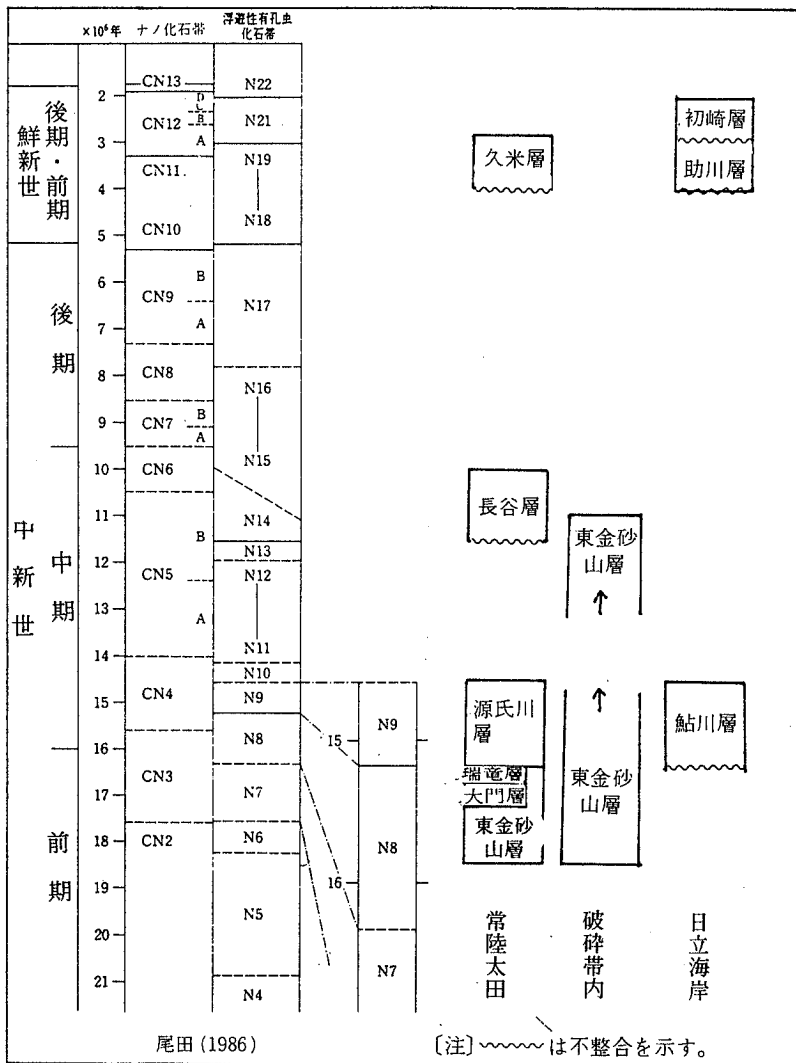 ×10⁶年 ナノ化石帯 浮遊性有孔虫化石帯
後期・前期
鮮新世
中新世
後期
中期
前期
2
3
4
5
6
7
8
9
10
11
12
13
14
15
16
17
18
19
20
21
CN13
D
C
CN12 B
A
CN11
CN10
B
CN9
A
CN8
B
CN7
A
CN6
B
CN5
A
CN4
CN3
CN2
N22
N21
N19
N18
N17
N16
N15
N14
N13
N12
N11
N10
N9
N8
N7
N6
N5
N4
15
16
N9
N8
N7
久米層
長谷層
源氏川層
瑞竜層
大門層
東金砂山層
常陸太田
東金砂山層
↑
↑
東金砂山層
破砕帯内
初崎層
助川層
鮎川層
日立海岸
尾田(1986)
〔注〕〰〰は不整合を示す。